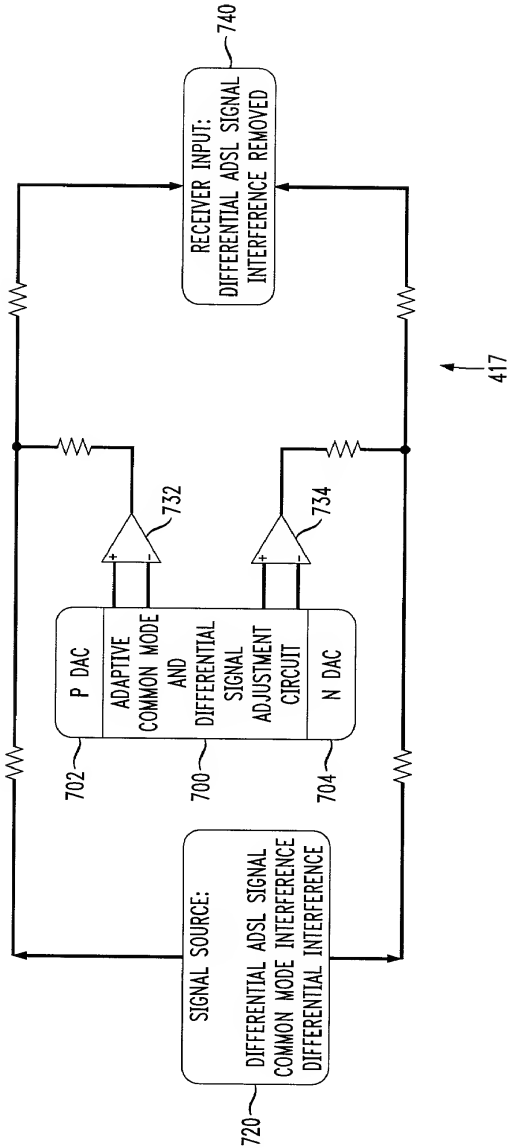 720
SIGNAL SOURCE:
DIFFERENTIAL ADSL SIGNAL
COMMON MODE INTERFERENCE
DIFFERENTIAL INTERFERENCE
702
P DAC
700
ADAPTIVE
COMMON MODE
AND
DIFFERENTIAL
SIGNAL
ADJUSTMENT
CIRCUIT
704
N DAC
+
-
732
+
-
734
740
RECEIVER INPUT:
DIFFERENTIAL ADSL SIGNAL
INTERFERENCE REMOVED
417